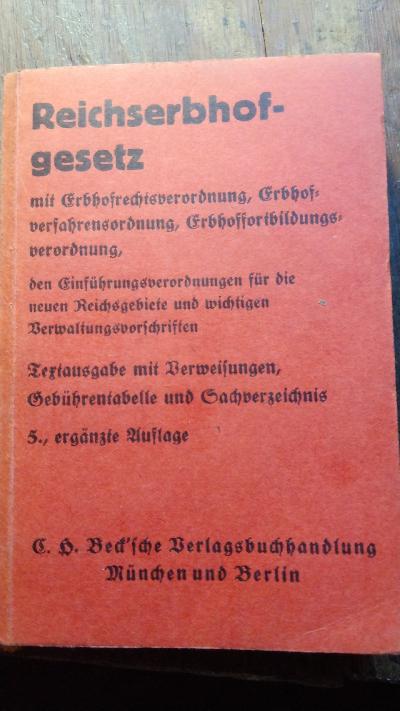 Reichserbhof-
gesetz
mit Erbhofrechtsverordnung, Erbhof-
verfahrensordnung, Erbhoffortbildungs-
verordnung,
den Einführungsverordnungen für die
neuen Reichsgebiete und wichtigen
Verwaltungsvorschriften
Textausgabe mit Verweisungen,
Gebührentabelle und Sachverzeichnis
5., ergänzte Auflage
C. H. Beck'sche Verlagsbuchhandlung
München und Berlin